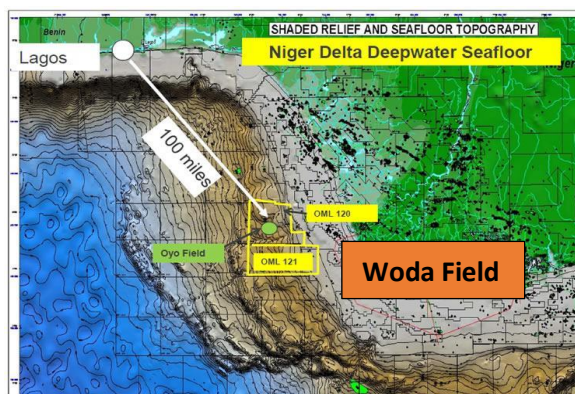 Benin
SHADED RELIEF AND SEAFLOOR TOPOGRAPHY
Niger Delta Deepwater Seafloor
Lagos
100 miles
OML 120
Oyo Field
OML 121
Woda Field